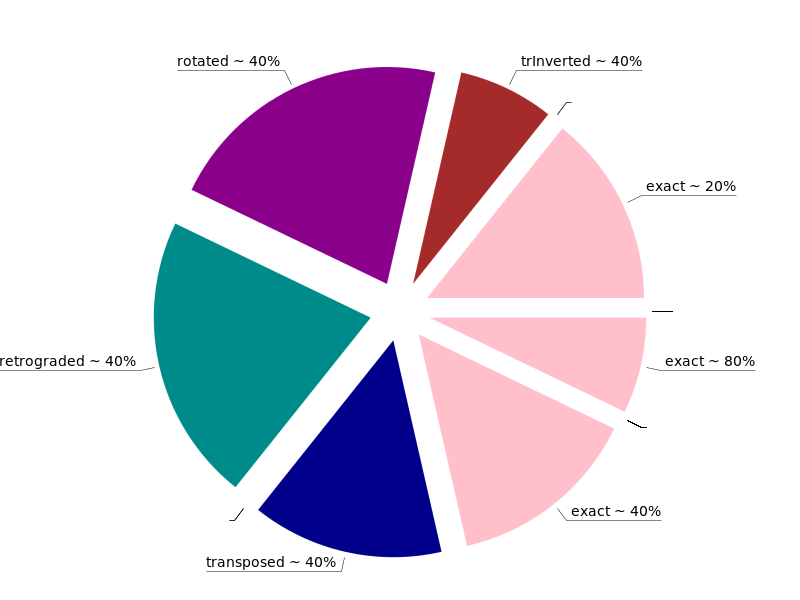 rotated ~ 40%
trInverted ~ 40%
exact ~ 20%
retrograded ~ 40%
exact ~ 80%
exact ~ 40%
transposed ~ 40%